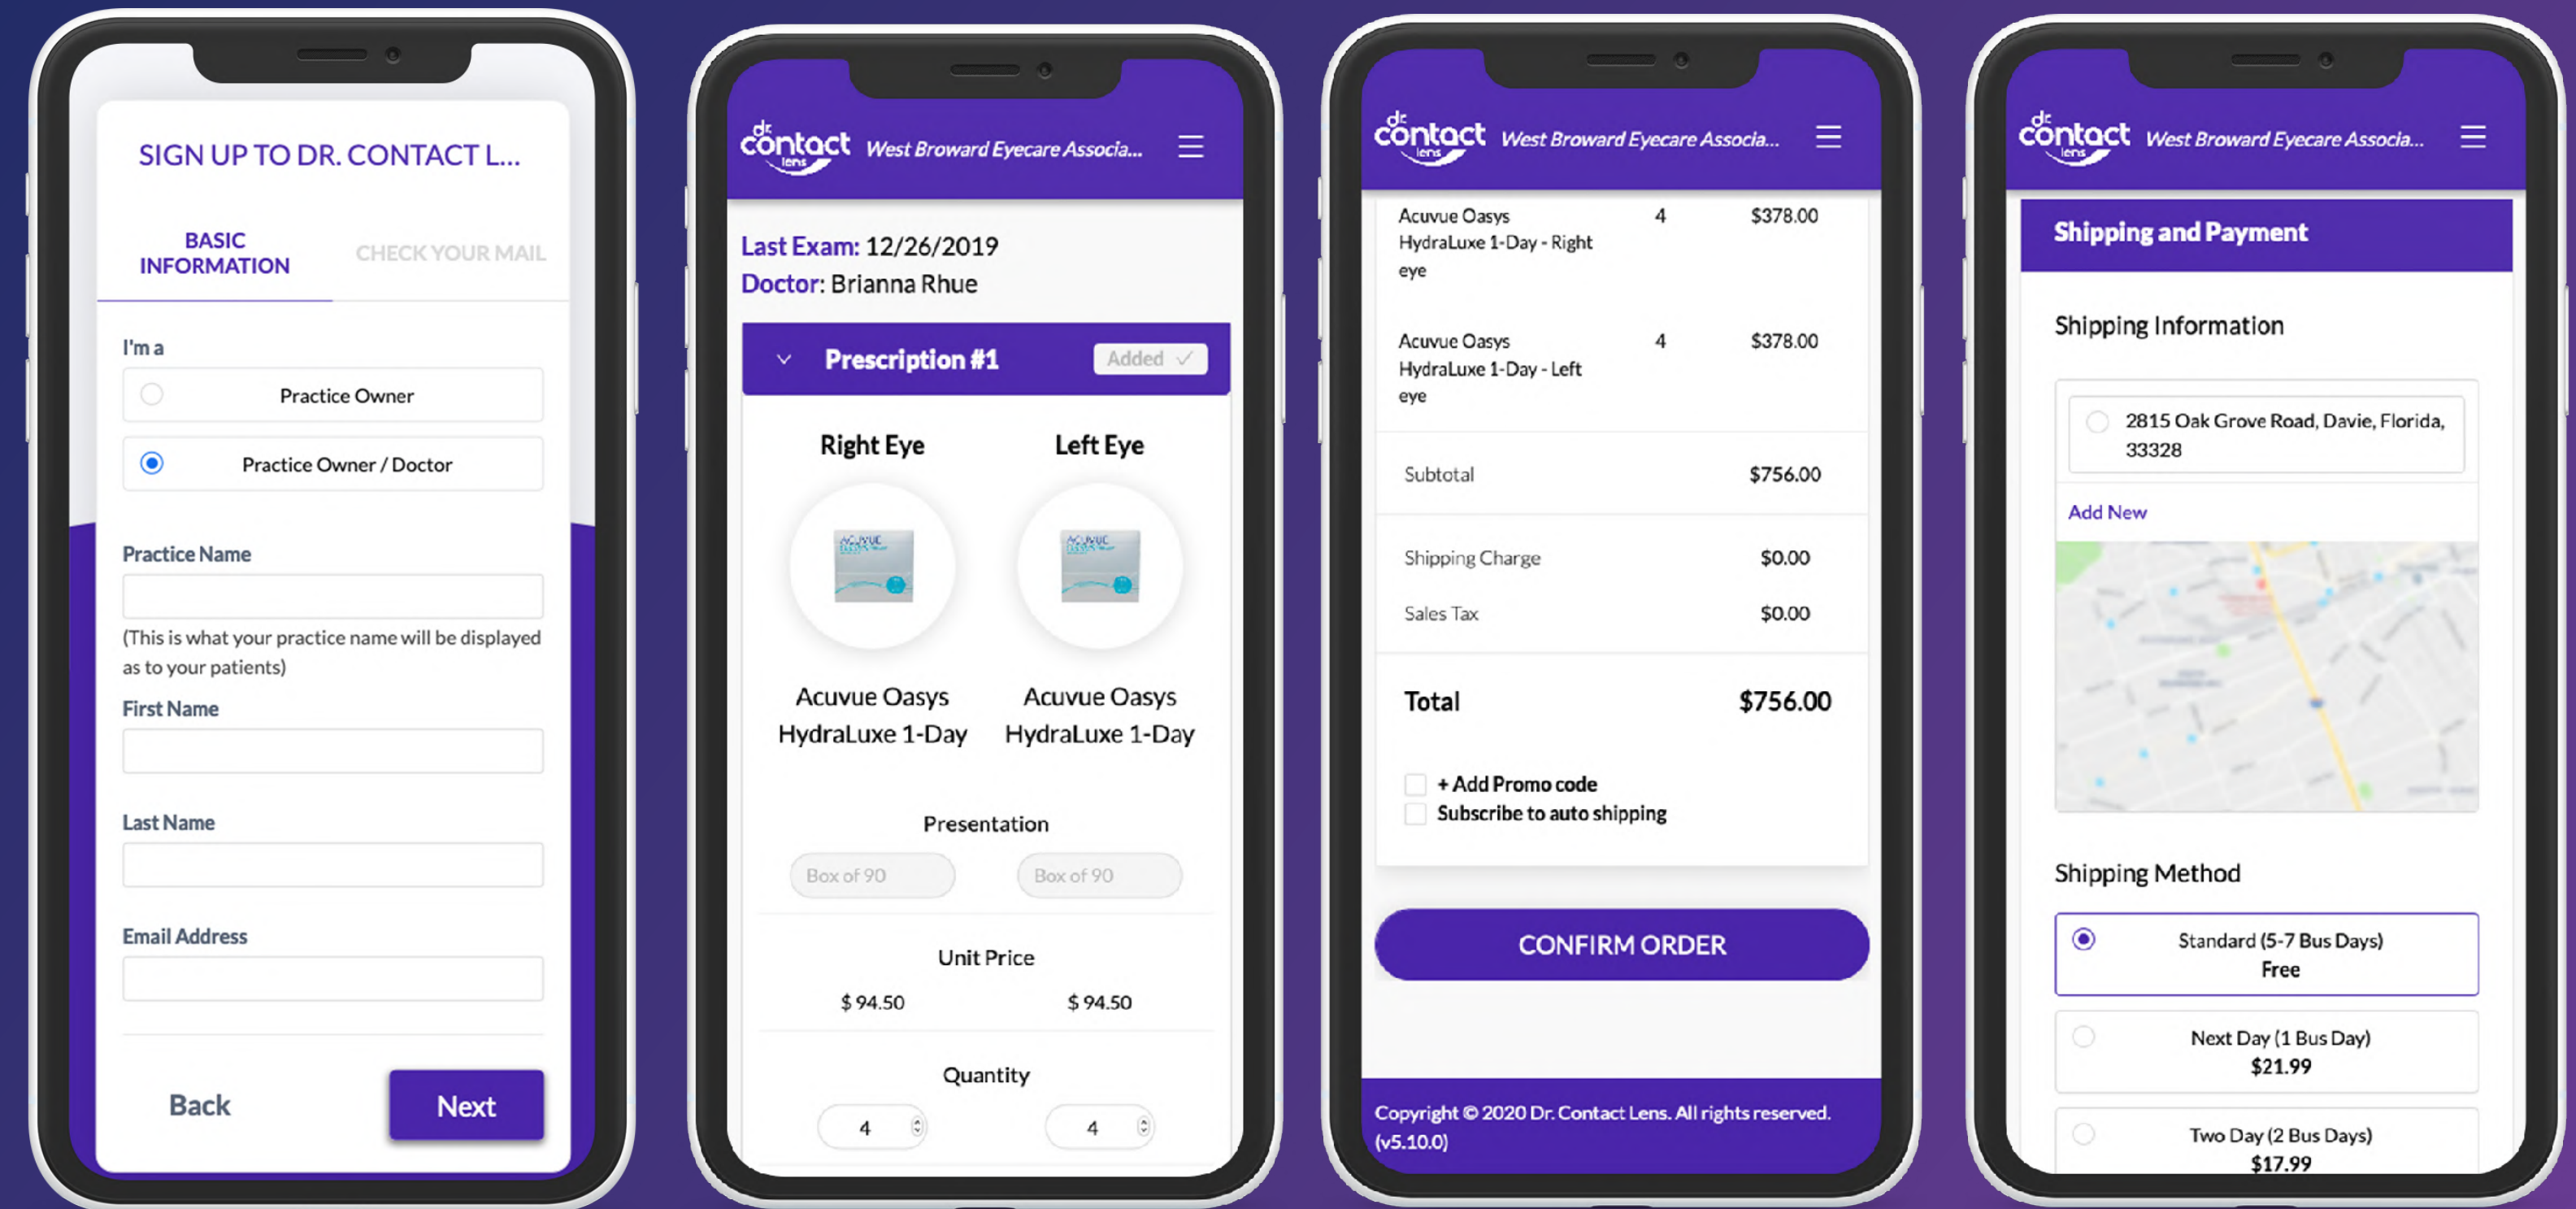 SIGN UP TO DR. CONTACT L...
BASIC
INFORMATION
CHECK YOUR MAIL
I'm a
Practice Owner
Practice Owner / Doctor
Practice Name
(This is what your practice name will be displayed
as to your patients)
First Name
Last Name
Email Address
Back
Next
dr.
contact
lens
West Broward Eyecare Associa...
Last Exam: 12/26/2019
Doctor: Brianna Rhue
Prescription #1
Added
Right Eye
Left Eye
ACUVUE
ACUVUE
Acuvue Oasys
HydraLuxe 1-Day
Acuvue Oasys
HydraLuxe 1-Day
Presentation
Box of 90
Box of 90
Unit Price
$ 94.50
$ 94.50
Quantity
4
4
dr.
contact
lens
West Broward Eyecare Associa...
Acuvue Oasys 4 $378.00
HydraLuxe 1-Day - Right
eye
Acuvue Oasys 4 $378.00
HydraLuxe 1-Day - Left
eye
Subtotal $756.00
Shipping Charge $0.00
Sales Tax $0.00
Total $756.00
+ Add Promo code
Subscribe to auto shipping
CONFIRM ORDER
Copyright © 2020 Dr. Contact Lens. All rights reserved.
(v5.10.0)
dr.
contact
lens
West Broward Eyecare Associa...
Shipping and Payment
Shipping Information
2815 Oak Grove Road, Davie, Florida,
33328
Add New
Shipping Method
Standard (5-7 Bus Days)
Free
Next Day (1 Bus Day)
$21.99
Two Day (2 Bus Days)
$17.99